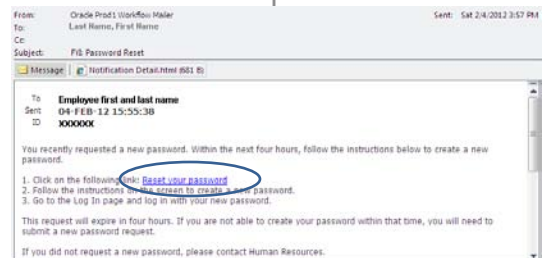 From: Oracle Prod1 Workflow Mailer Sent: Sat 2/4/2012 3:57 PM
To: Last Name, First Name
Cc:
Subject: FYI: Password Reset
Message Notification Detail.html (681 B)
To Employee first and last name
Sent 04-FEB-12 15:55:38
ID XXXXXX
You recently requested a new password. Within the next four hours, follow the instructions below to create a new
password.
1. Click on the following link: Reset your password
2. Follow the instructions on the screen to create a new password.
3. Go to the Log In page and log in with your new password.
This request will expire in four hours. If you are not able to create your password within that time, you will need to
submit a new password request.
If you did not request a new password, please contact Human Resources.